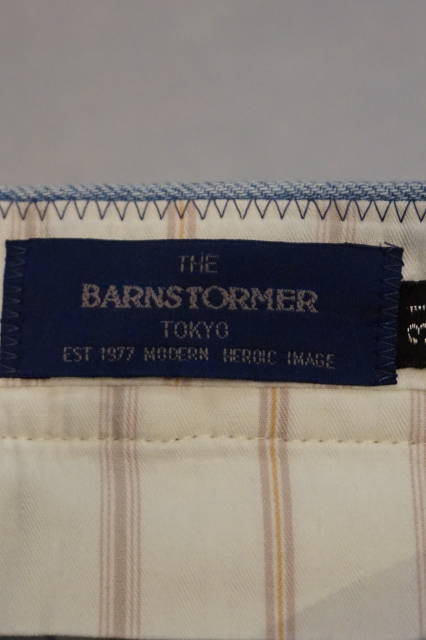 THE
BARNSTORMER
TOKYO
EST 1977 MODERN HEROIC IMAGE